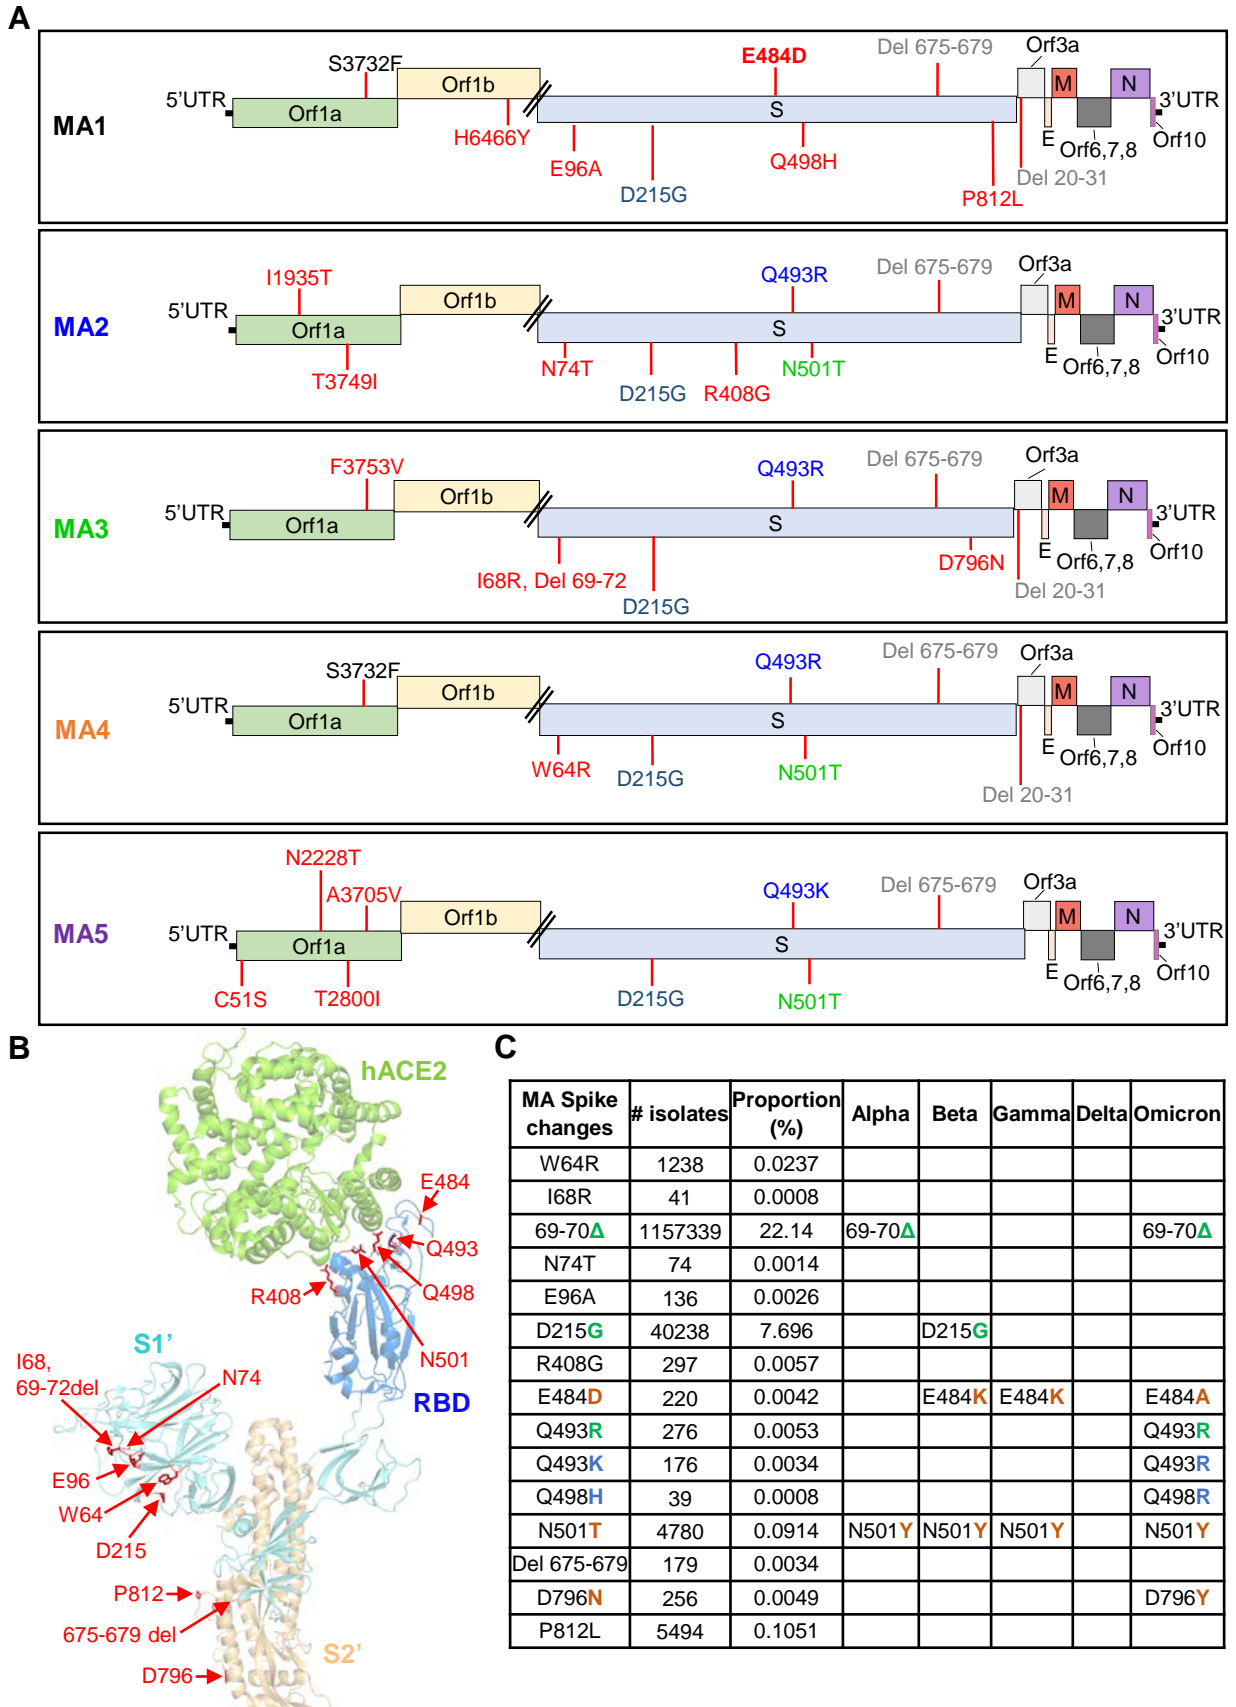 A
MA1
5'UTR
Orf1a
S3732F
Orf1b
H6466Y
E484D
Del 675-679
S
E96A
D215G
Q498H
P812L
Orf3a
M
N
3'UTR
E
Orf6,7,8
Orf10
Del 20-31
MA2
5'UTR
I1935T
Orf1a
T3749I
Orf1b
Q493R
Del 675-679
S
N74T
D215G
R408G
N501T
Orf3a
M
N
3'UTR
E
Orf6,7,8
Orf10
MA3
5'UTR
F3753V
Orf1a
Orf1b
Q493R
Del 675-679
S
I68R, Del 69-72
D215G
D796N
Orf3a
M
N
3'UTR
E
Orf6,7,8
Orf10
Del 20-31
MA4
5'UTR
S3732F
Orf1a
Orf1b
Q493R
Del 675-679
S
W64R
D215G
N501T
Orf3a
M
N
3'UTR
E
Orf6,7,8
Orf10
Del 20-31
MA5
5'UTR
N2228T
A3705V
Orf1a
C51S
T2800I
Orf1b
Q493K
Del 675-679
S
D215G
N501T
Orf3a
M
N
3'UTR
E
Orf6,7,8
Orf10
B
hACE2
E484
Q493
Q498
R408
N501
RBD
S1'
I68,
69-72del
N74
E96
W64
D215
P812
675-679 del
S2'
D796
C
MA Spike changes # isolates Proportion (%) Alpha Beta Gamma Delta Omicron
W64R 1238 0.0237
I68R 41 0.0008
69-70Δ 1157339 22.14 69-70Δ 69-70Δ
N74T 74 0.0014
E96A 136 0.0026
D215G 40238 7.696 D215G
R408G 297 0.0057
E484D 220 0.0042 E484K E484K E484A
Q493R 276 0.0053 Q493R
Q493K 176 0.0034 Q493R
Q498H 39 0.0008 Q498R
N501T 4780 0.0914 N501Y N501Y N501Y N501Y
Del 675-679 179 0.0034
D796N 256 0.0049 D796Y
P812L 5494 0.1051